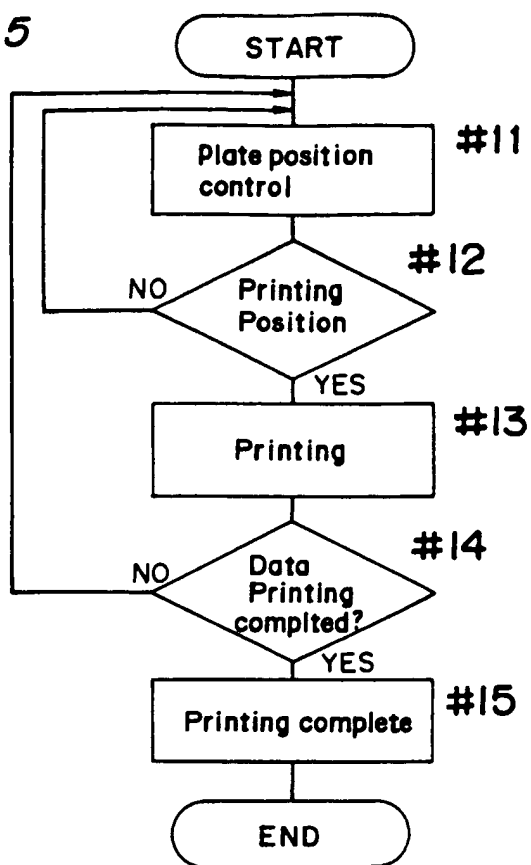 5
START
Plate position
control
#11
#12
NO
Printing
Position
YES
#13
Printing
#14
NO
Data
Printing
complted?
YES
#15
Printing complete
END